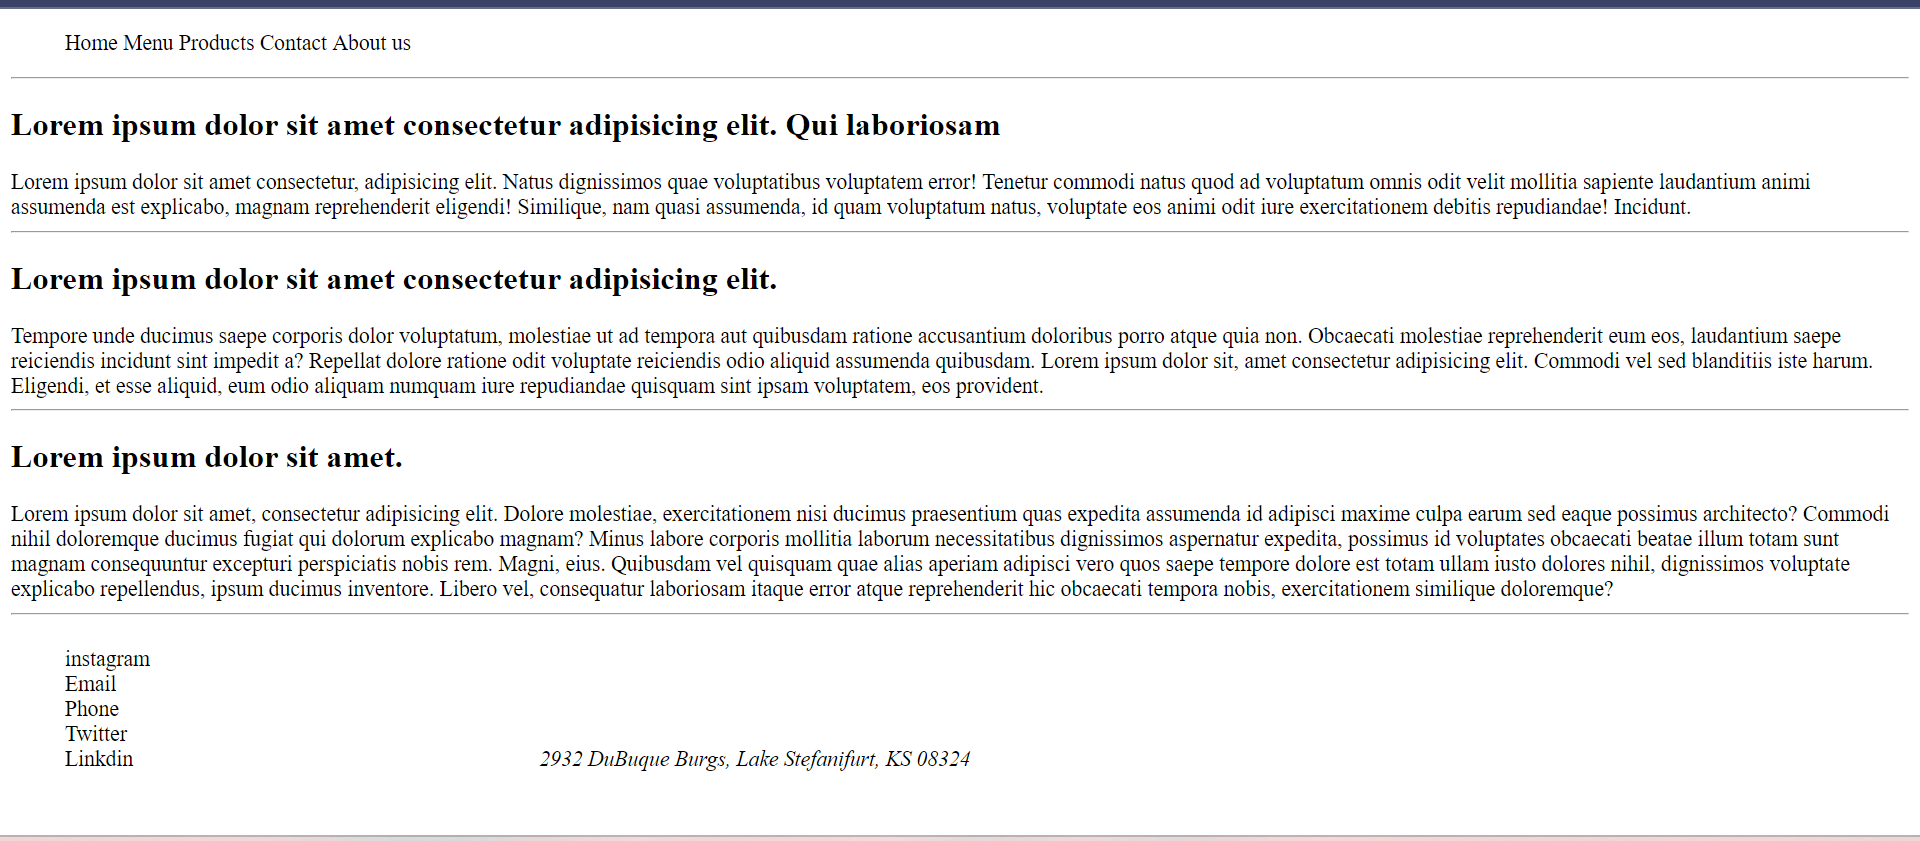 Home Menu Products Contact About us
Lorem ipsum dolor sit amet consectetur adipisicing elit. Qui laboriosam
Lorem ipsum dolor sit amet consectetur, adipisicing elit. Natus dignissimos quae voluptatibus voluptatem error! Tenetur commodi natus quod ad voluptatum omnis odit velit mollitia sapiente laudantium animi
assumenda est explicabo, magnam reprehenderit eligendi! Similique, nam quasi assumenda, id quam voluptatum natus, voluptate eos animi odit iure exercitationem debitis repudiandae! Incidunt.
Lorem ipsum dolor sit amet consectetur adipisicing elit.
Tempore unde ducimus saepe corporis dolor voluptatum, molestiae ut ad tempora aut quibusdam ratione accusantium doloribus porro atque quia non. Obcaecati molestiae reprehenderit eum eos, laudantium saepe
reiciendis incidunt sint impedit a? Repellat dolore ratione odit voluptate reiciendis odio aliquid assumenda quibusdam. Lorem ipsum dolor sit, amet consectetur adipisicing elit. Commodi vel sed blanditiis iste harum.
Eligendi, et esse aliquid, eum odio aliquam numquam iure repudiandae quisquam sint ipsam voluptatem, eos provident.
Lorem ipsum dolor sit amet.
Lorem ipsum dolor sit amet, consectetur adipisicing elit. Dolore molestiae, exercitationem nisi ducimus praesentium quas expedita assumenda id adipisci maxime culpa earum sed eaque possimus architecto? Commodi
nihil doloremque ducimus fugiat qui dolorum explicabo magnam? Minus labore corporis mollitia laborum necessitatibus dignissimos aspernatur expedita, possimus id voluptates obcaecati beatae illum totam sunt
magnam consequuntur excepturi perspiciatis nobis rem. Magni, eius. Quibusdam vel quisquam quae alias aperiam adipisci vero quos saepe tempore dolore est totam ullam iusto dolores nihil, dignissimos voluptate
explicabo repellendus, ipsum ducimus inventore. Libero vel, consequatur laboriosam itaque error atque reprehenderit hic obcaecati tempora nobis, exercitationem similique doloremque?
instagram
Email
Phone
Twitter
Linkdin
2932 DuBuque Burgs, Lake Stefanifurt, KS 08324